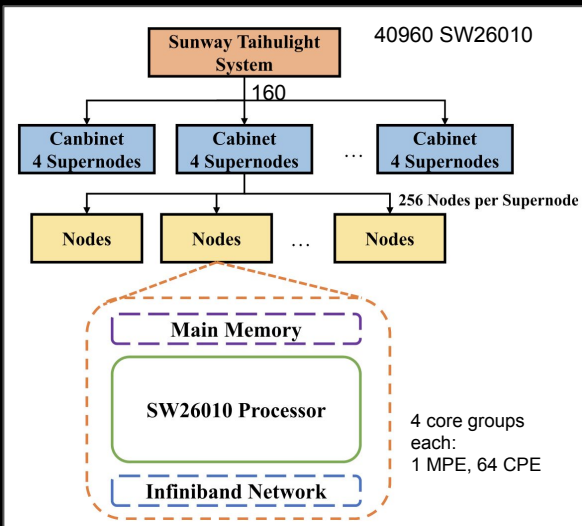 Sunway Taihulight
System
40960 SW26010
160
Canbinet
4 Supernodes
Cabinet
4 Supernodes
...
Cabinet
4 Supernodes
256 Nodes per Supernode
Nodes
Nodes
...
Nodes
Main Memory
SW26010 Processor
4 core groups
each:
1 MPE, 64 CPE
Infiniband Network